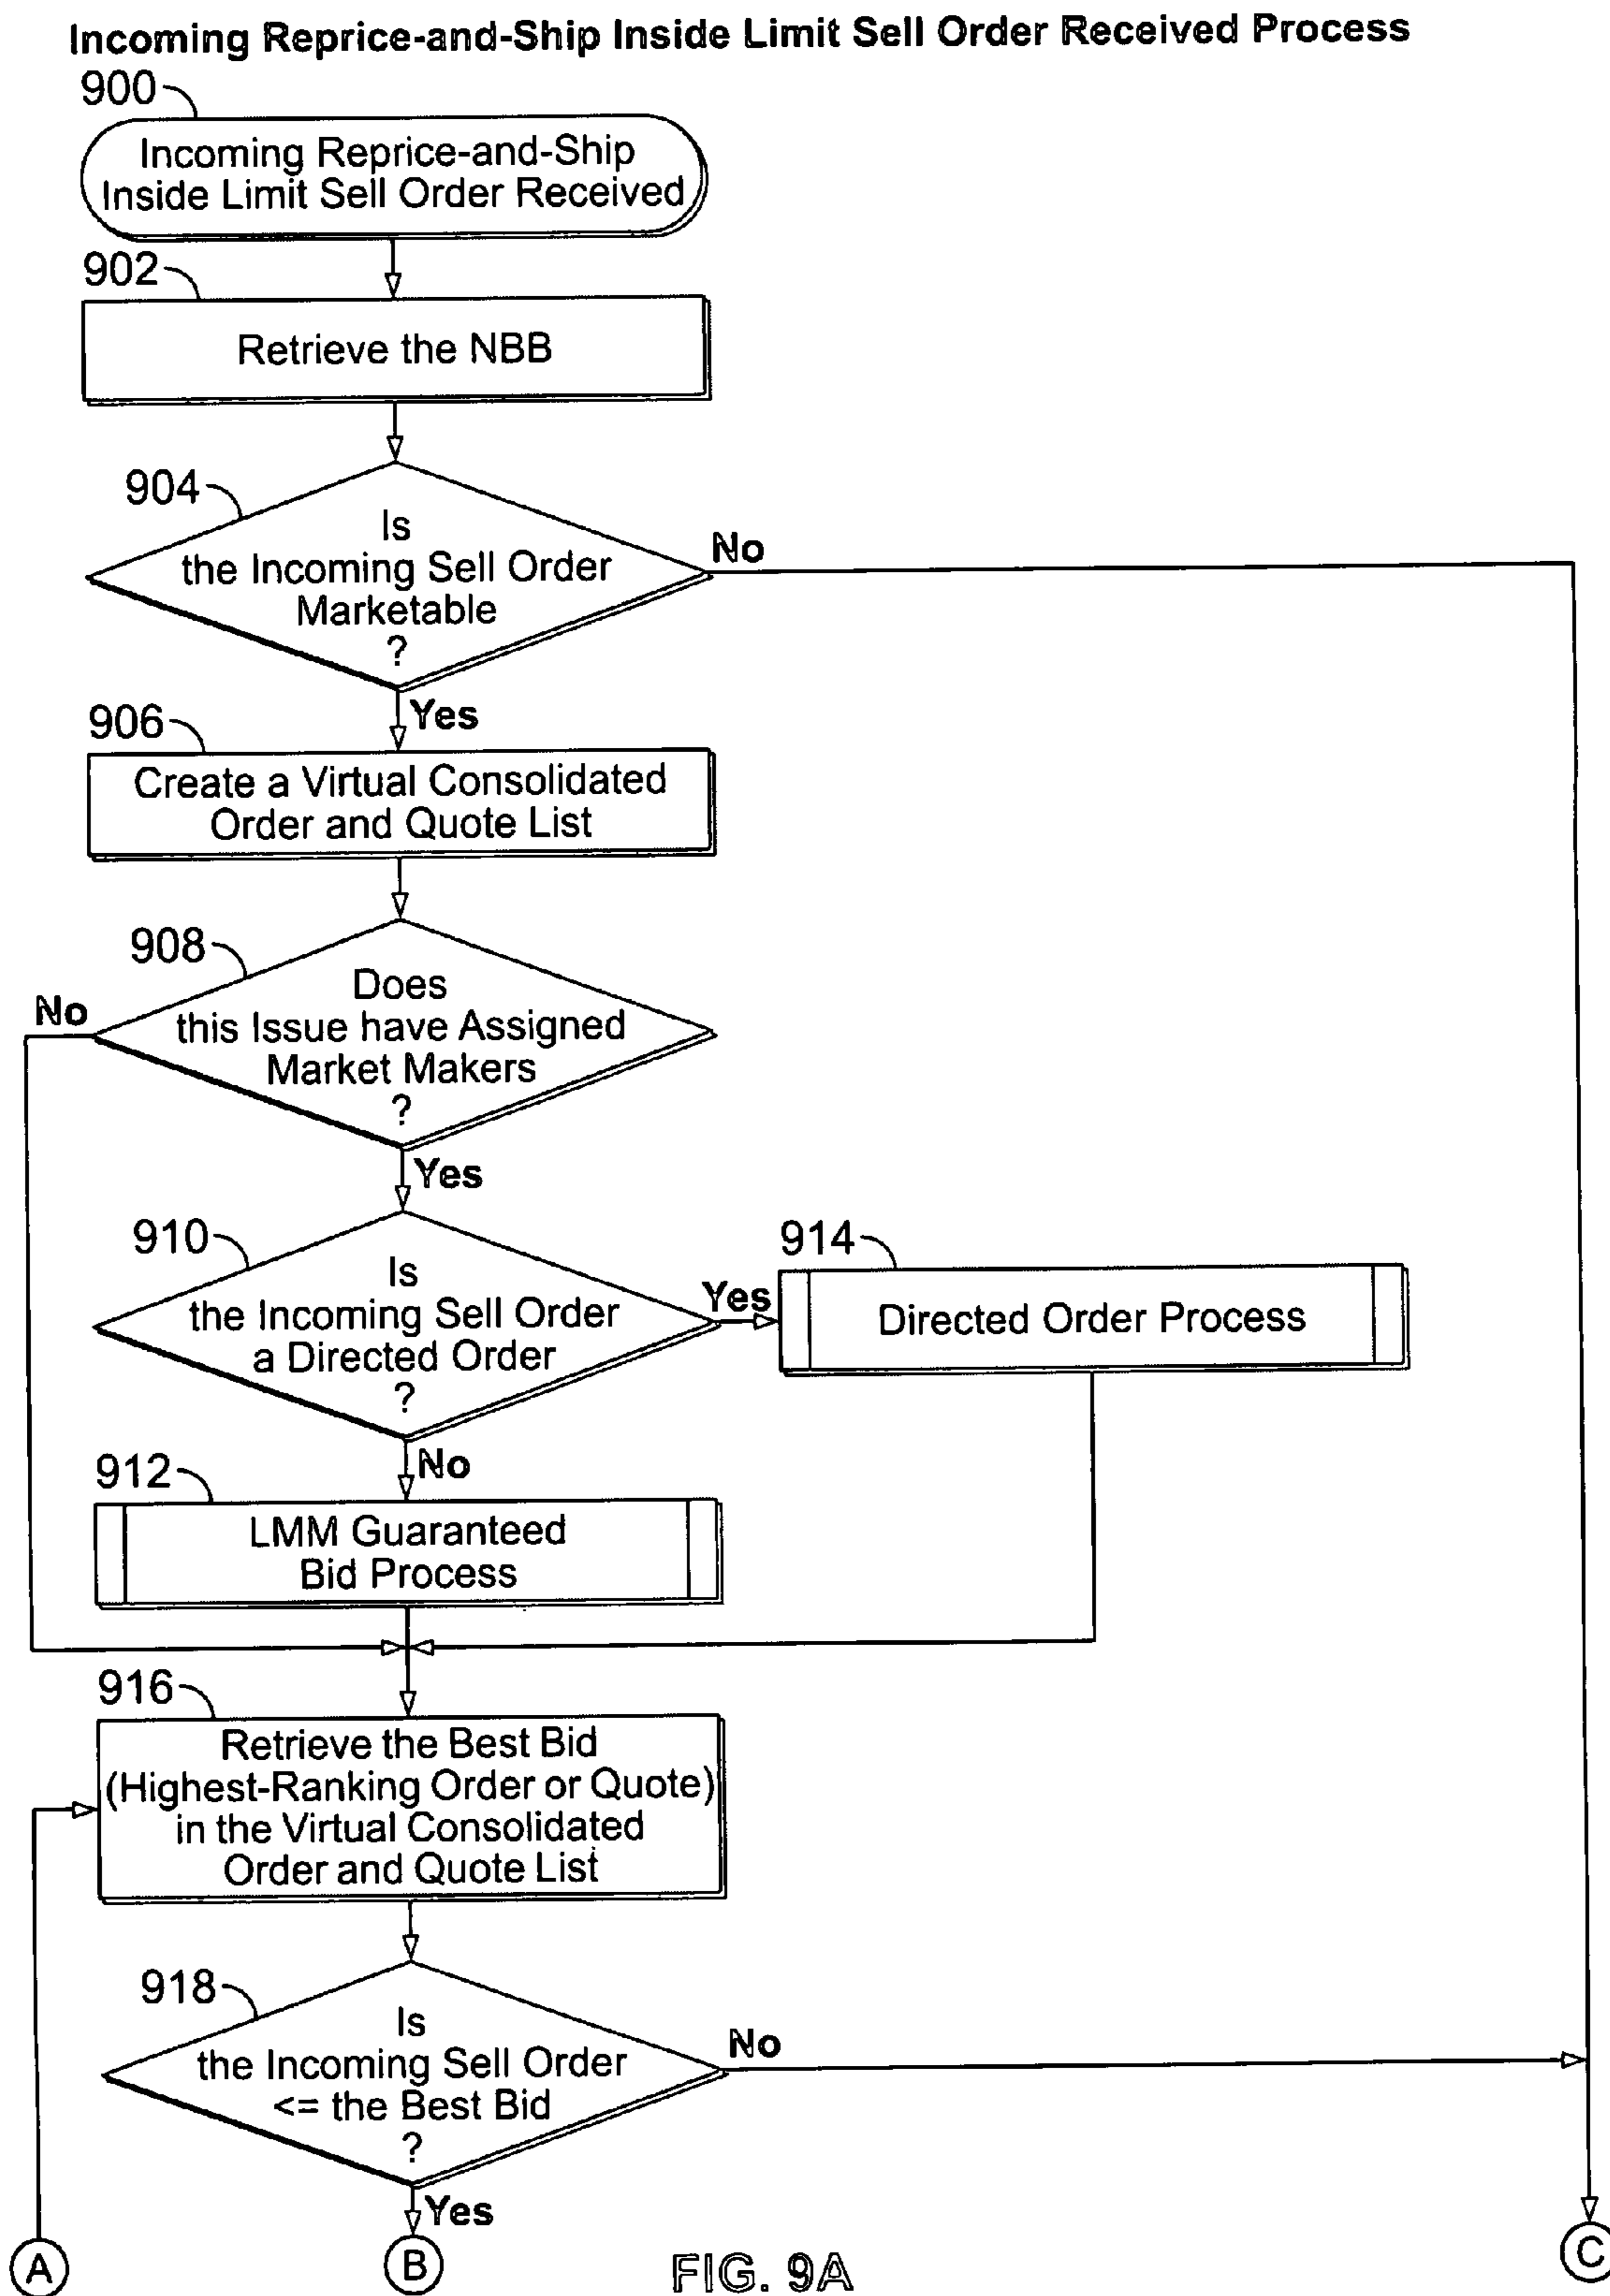 Incoming Reprice-and-Ship Inside Limit Sell Order Received Process
900
Incoming Reprice-and-Ship
Inside Limit Sell Order Received
902
Retrieve the NBB
904
Is
the Incoming Sell Order
Marketable
?
No
Yes
906
Create a Virtual Consolidated
Order and Quote List
908
Does
this Issue have Assigned
Market Makers
?
No
Yes
910
Is
the Incoming Sell Order
a Directed Order
?
Yes
914
Directed Order Process
No
912
LMM Guaranteed
Bid Process
916
Retrieve the Best Bid
(Highest-Ranking Order or Quote)
in the Virtual Consolidated
Order and Quote List
918
Is
the Incoming Sell Order
<= the Best Bid
?
No
Yes
A
B
C
FIG. 9A